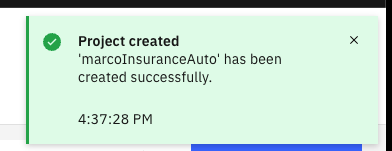 Project created
'marcoInsuranceAuto' has been
created successfully.
4:37:28 PM